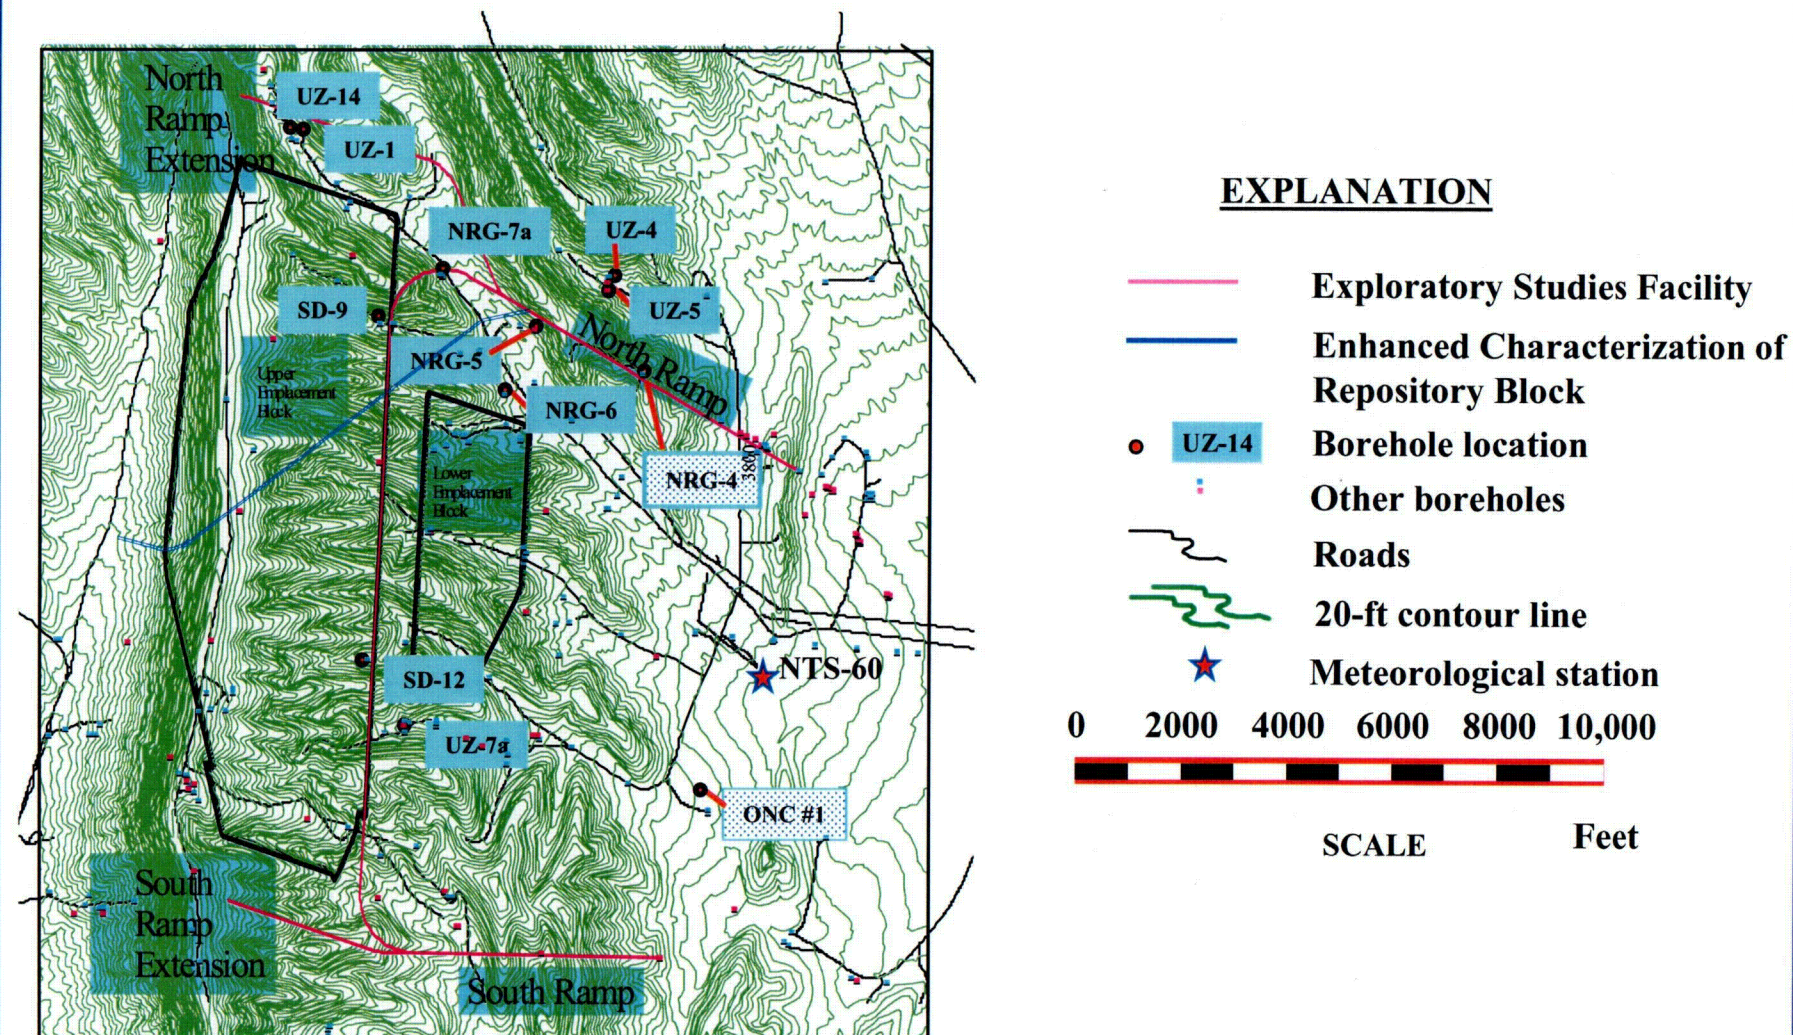 North
Ramp
Extension
UZ-14
UZ-1
NRG-7a
UZ-4
SD-9
UZ-5
North Ramp
NRG-5
Upper
Emplacement
Block
NRG-6
Lower
Emplacement
Block
NRG-4
3800
NTS-60
SD-12
UZ-7a
ONC #1
South
Ramp
Extension
South Ramp
EXPLANATION
Exploratory Studies Facility
Enhanced Characterization of
Repository Block
UZ-14 Borehole location
Other boreholes
Roads
20-ft contour line
Meteorological station
0 2000 4000 6000 8000 10,000
SCALE Feet